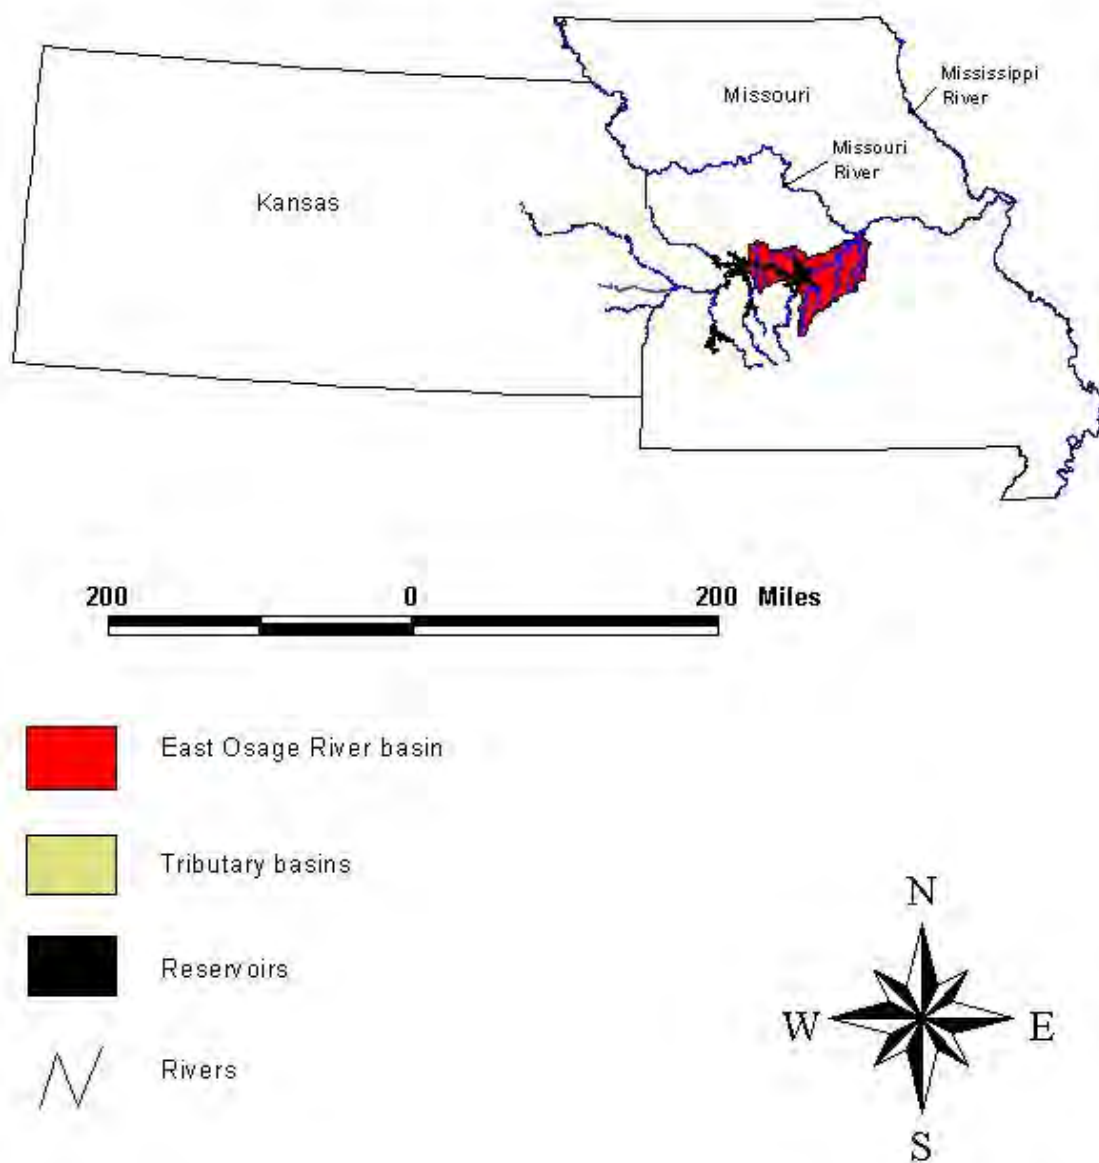 Missouri
Mississippi
River
Missouri
River
Kansas
200 0 200 Miles
East Osage River basin
Tributary basins
Reservoirs
Rivers
N
W E
S